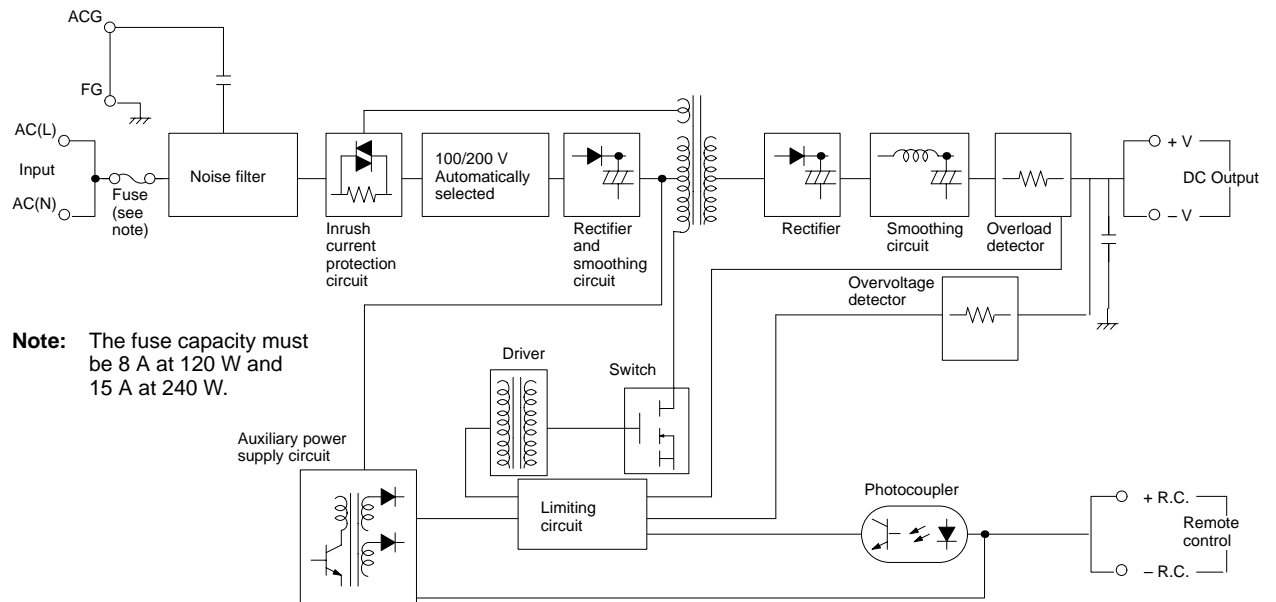 ACG
FG
AC(L)
Input
AC(N)
Fuse
(see
note)
Noise filter
Inrush
current
protection
circuit
100/200 V
Automatically
selected
Rectifier
and
smoothing
circuit
Rectifier
Smoothing
circuit
Overload
detector
+ V
DC Output
– V
Overvoltage
detector
Note: The fuse capacity must
be 8 A at 120 W and
15 A at 240 W.
Driver
Switch
Auxiliary power
supply circuit
Limiting
circuit
Photocoupler
+ R.C.
Remote
control
– R.C.